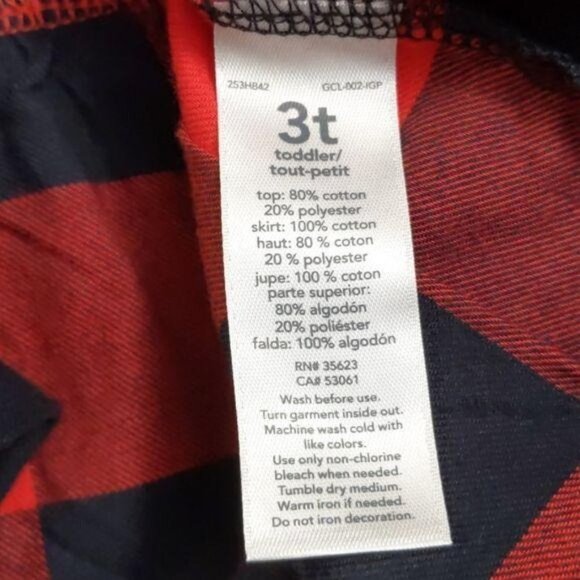 253H842 GCL-002-IGP
3t
toddler/
tout-petit
top: 80% cotton
20% polyester
skirt: 100% cotton
haut: 80 % coton
20 % polyester
jupe: 100 % coton
parte superior:
80% algodón
20% poliéster
falda: 100% algodón
RN# 35623
CA# 53061
Wash before use.
Turn garment inside out.
Machine wash cold with
like colors.
Use only non-chlorine
bleach when needed.
Tumble dry medium.
Warm iron if needed.
Do not iron decoration.